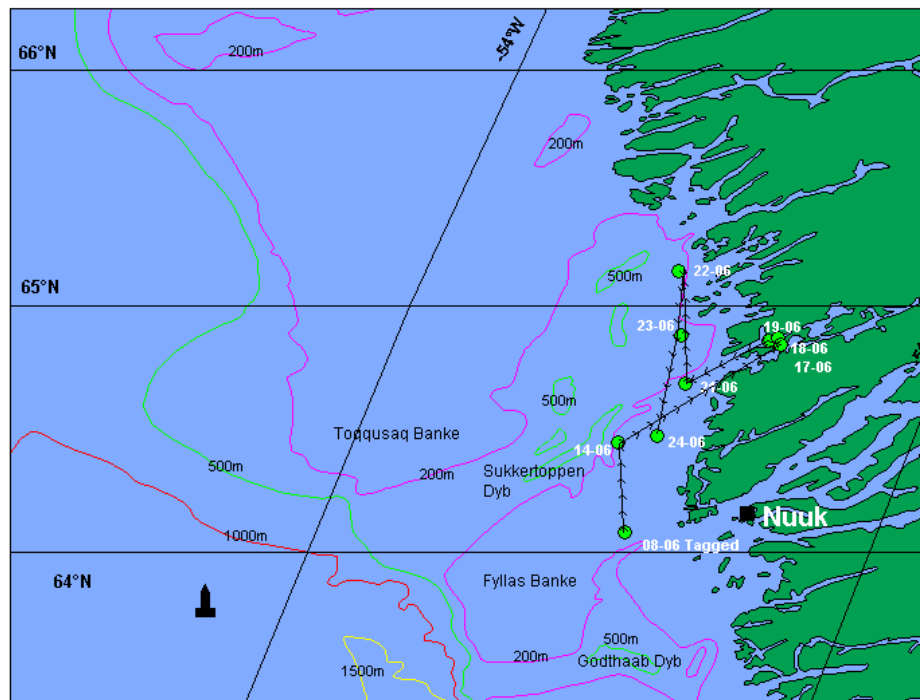 66°N
200m
-54°W
200m
65°N
500m
22-06
23-06
19-06
18-06
17-06
21-06
500m
Toqqusaq Banke
14-06
24-06
500m
200m
Sukkertoppen
Dyb
Nuuk
1000m
08-06 Tagged
64°N
Fyllas Banke
500m
200m
Godthaab Dyb
1500m